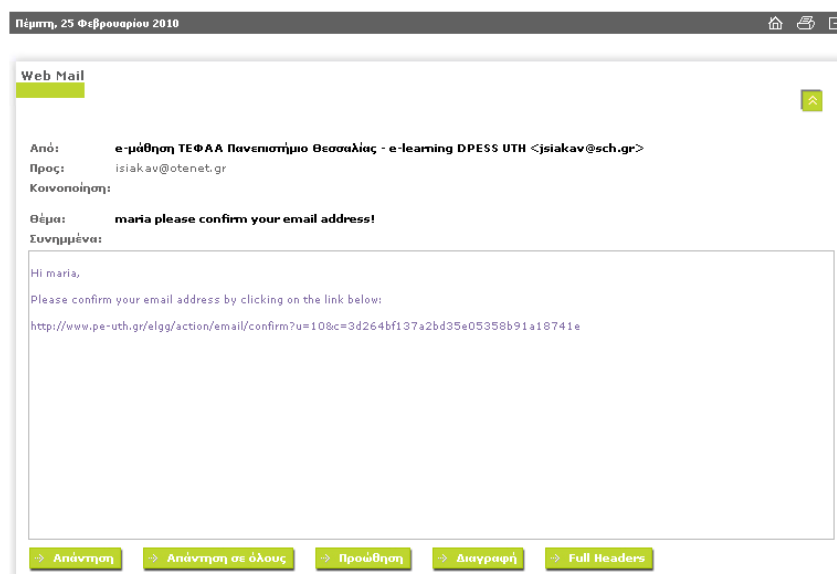 Πέμπτη, 25 Φεβρουαρίου 2010
Web Mail
Από: e-μάθηση ΤΕΦΑΑ Πανεπιστήμιο Θεσσαλίας - e-learning DPESS UTH <jsiakav@sch.gr>
Προς: isiakav@otenet.gr
Κοινοποίηση:
Θέμα: maria please confirm your email address!
Συνημμένα:
Hi maria,
Please confirm your email address by clicking on the link below:
http://www.pe-uth.gr/elgg/action/email/confirm?u=10&c=3d264bf137a2bd35e05358b91a18741e
Απάντηση Απάντηση σε όλους Προώθηση Διαγραφή Full Headers